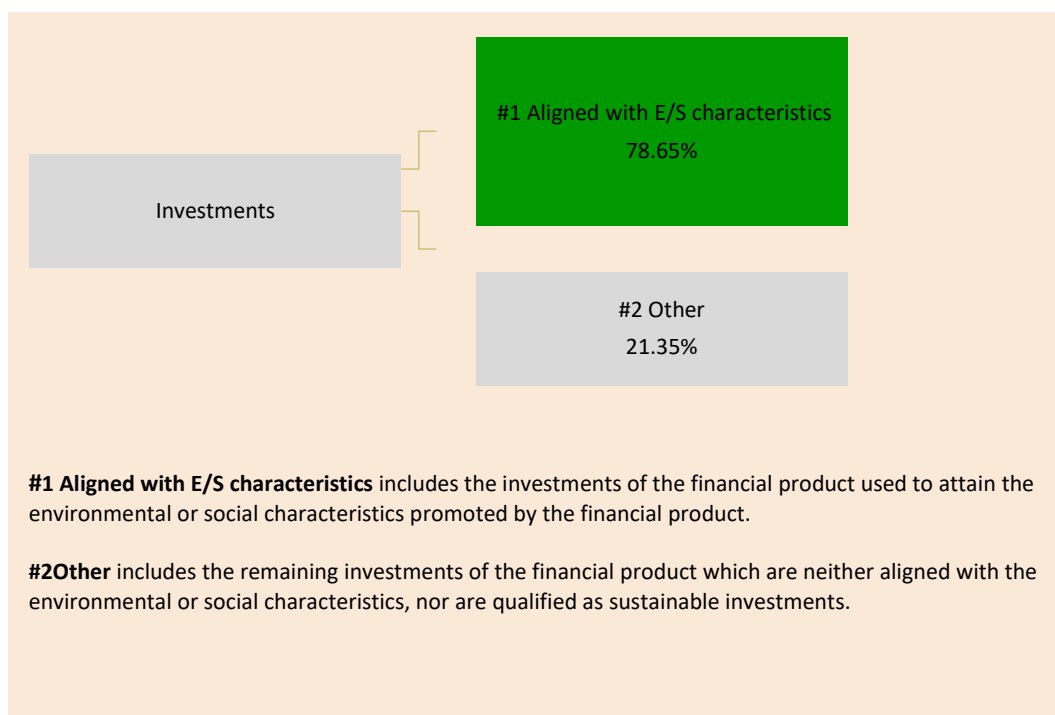 #1 Aligned with E/S characteristics
78.65%
Investments
#2 Other
21.35%
#1 Aligned with E/S characteristics includes the investments of the financial product used to attain the
environmental or social characteristics promoted by the financial product.
#2Other includes the remaining investments of the financial product which are neither aligned with the
environmental or social characteristics, nor are qualified as sustainable investments.